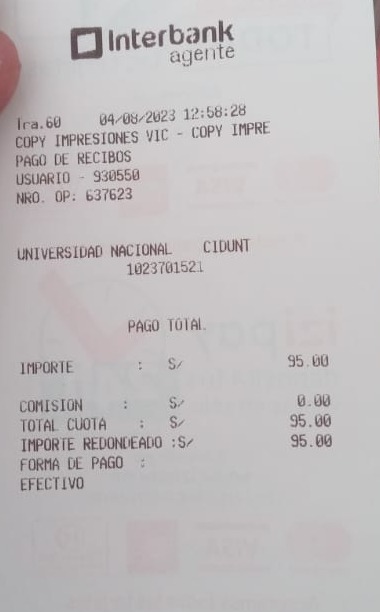 Interbank
agente
04/08/2023 12:58:28
COPY IMPRESIONES VIC - COPY IMPRE
PAGO DE RECIBOS
USUARIO - 930550
NRO. OP: 637623
UNIVERSIDAD NACIONAL CIDUNT
1023701521
PAGO TOTAL
IMPORTE : S/ 95.00
COMISION : S/ 0.00
TOTAL CUOTA : S/ 95.00
IMPORTE REDONDEADO :S/ 95.00
FORMA DE PAGO :
EFECTIVO